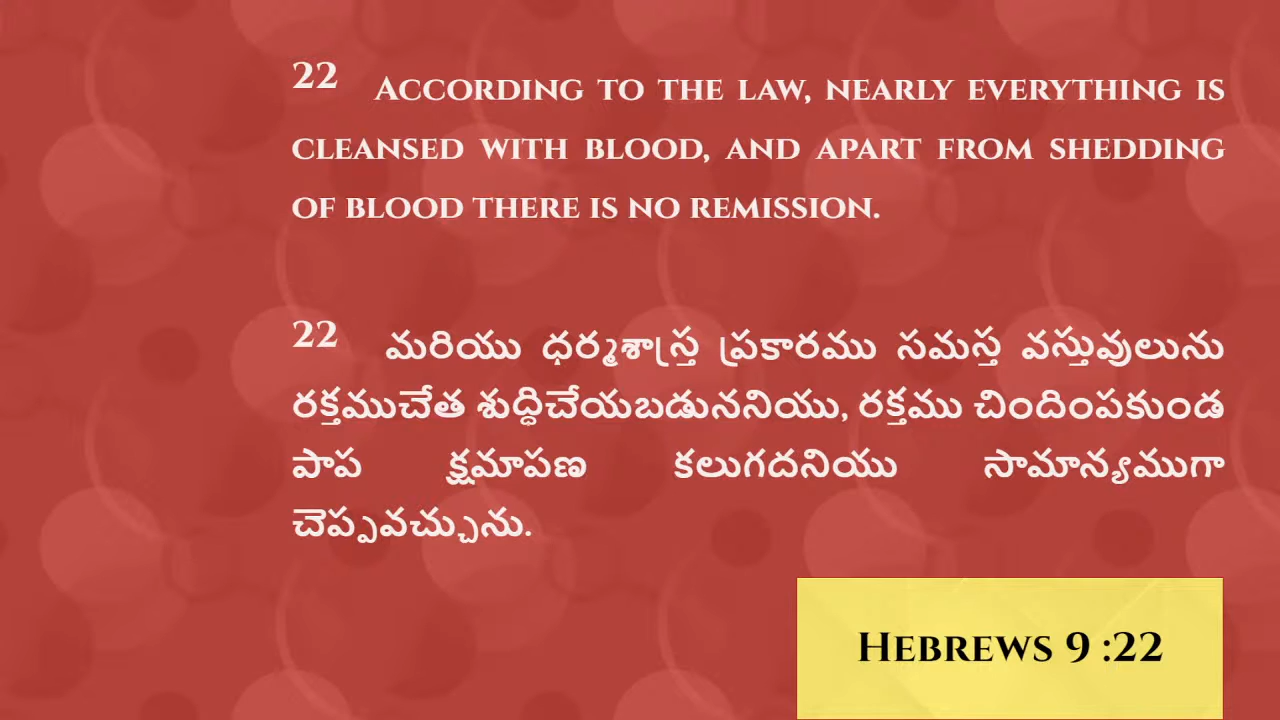 22 According to the law, nearly everything is
cleansed with blood, and apart from shedding
of blood there is no remission.
22 మరియు ధర్మశాస్త్ర ప్రకారము సమస్త వస్తువులును
రక్తముచేత శుద్ధిచేయబడుననియు, రక్తము చిందింపకుండ
పాప క్షమాపణ కలుగదనియు సామాన్యముగా
చెప్పవచ్చును.
Hebrews 9 :22